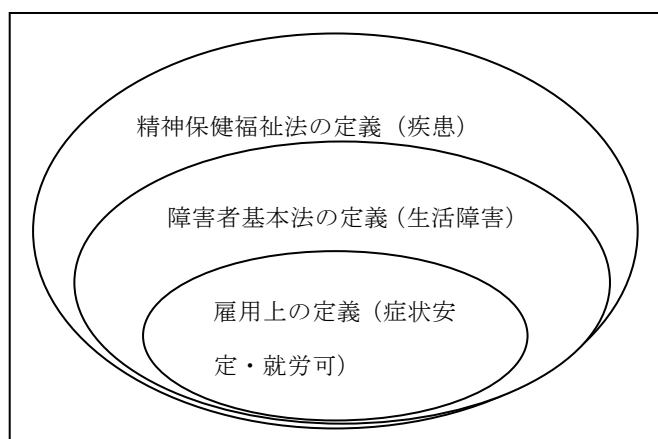 精神保健福祉法の定義（疾患）
障害者基本法の定義（生活障害）
雇用上の定義（症状安
定・就労可）